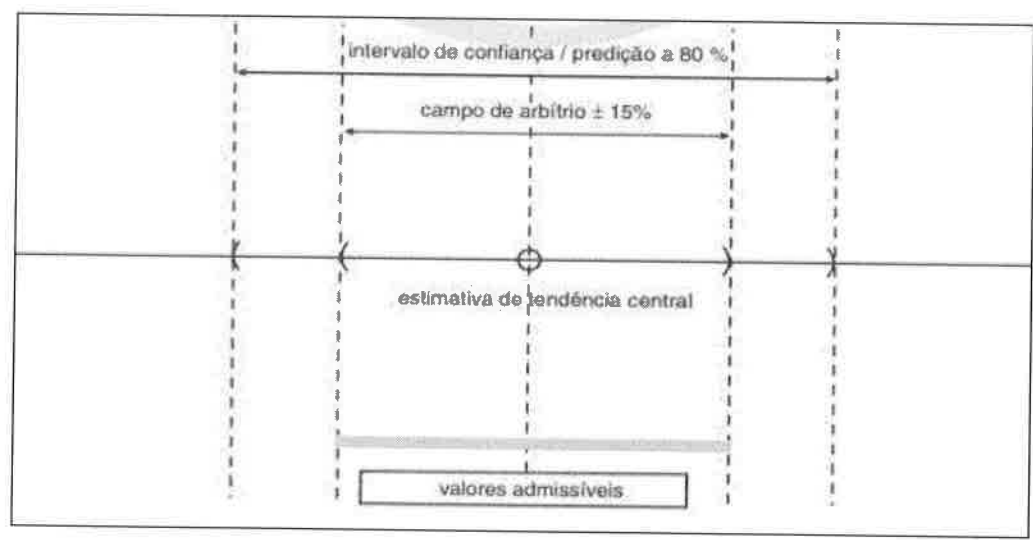 intervalo de confiança / predição a 80 %
campo de arbítrio ± 15%
estimativa de tendência central
valores admissíveis